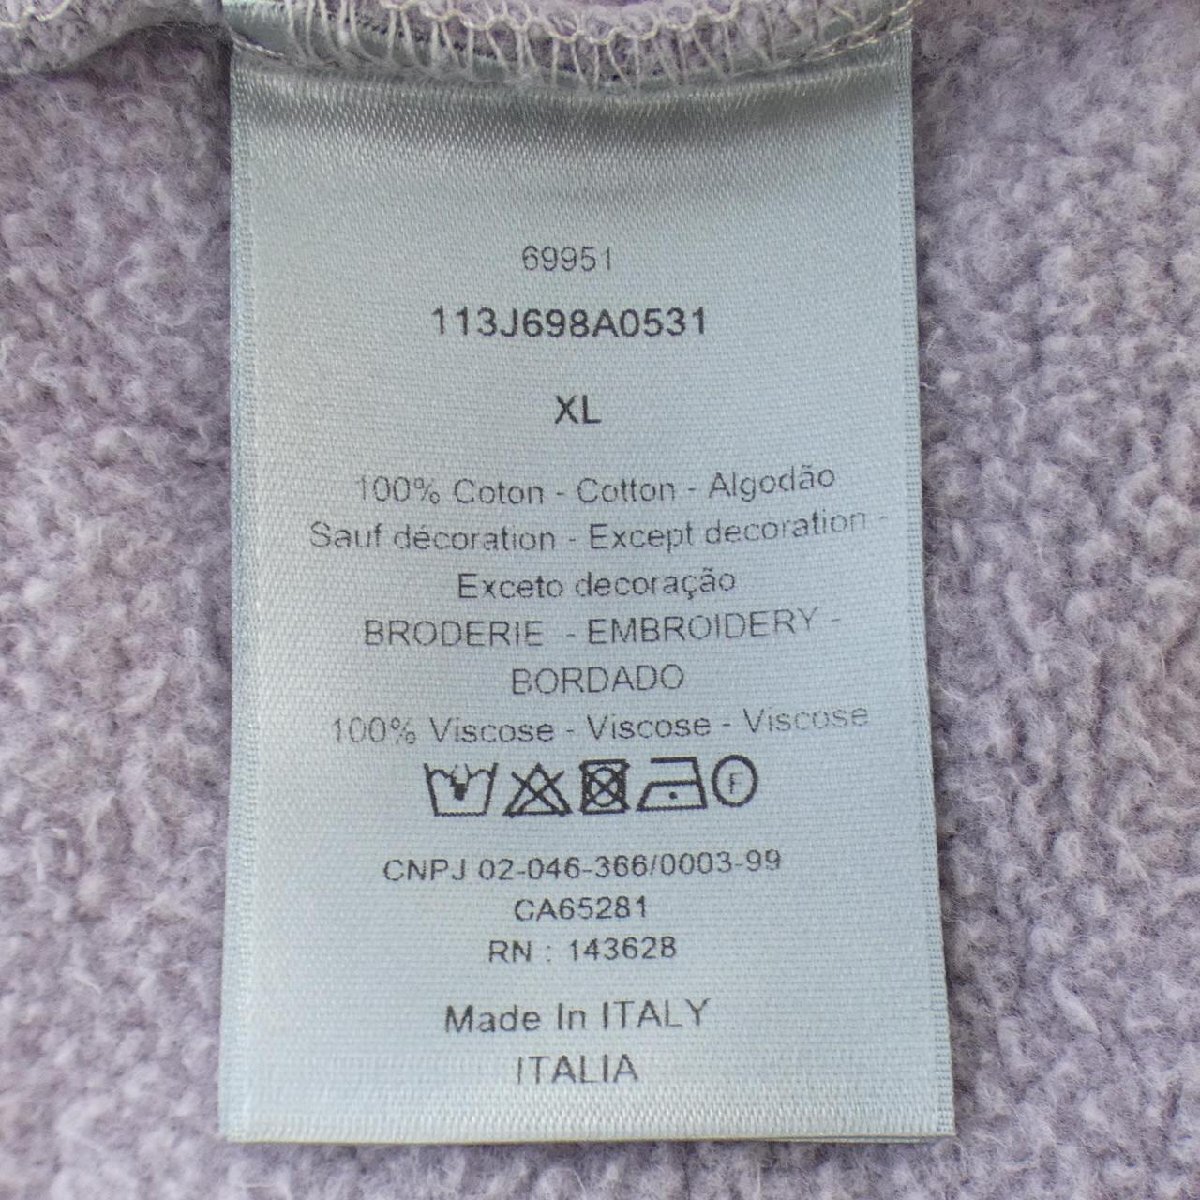 69951
113J698A0531
XL
100% Coton - Cotton - Algodão
Sauf décoration - Except decoration -
Exceto decoração
BRODERIE - EMBROIDERY -
BORDADO
100% Viscose - Viscose - Viscose
F
CNPJ 02-046-366/0003-99
CA65281
RN : 143628
Made In ITALY
ITALIA